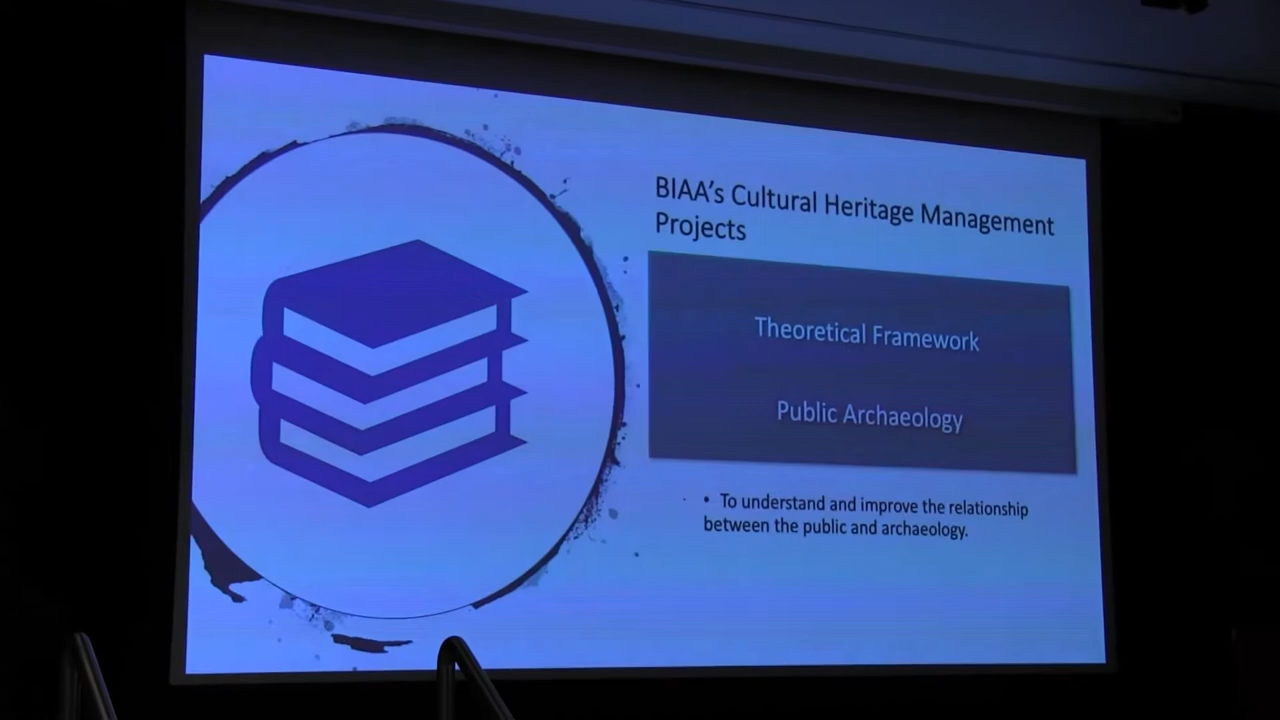 BIAA’s Cultural Heritage Management
Projects
Theoretical Framework
Public Archaeology
• To understand and improve the relationship
between the public and archaeology.